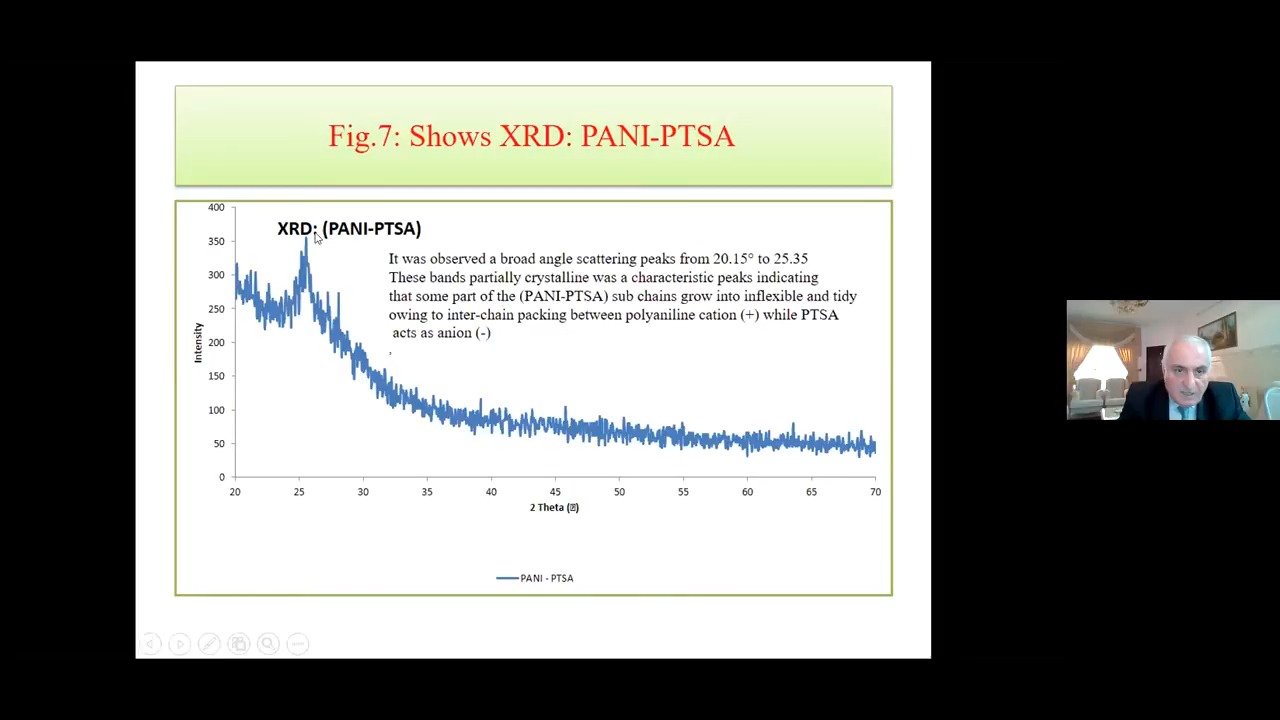 Fig.7: Shows XRD: PANI-PTSA
XRD: (PANI-PTSA)
It was observed a broad angle scattering peaks from 20.15° to 25.35
These bands partially crystalline was a characteristic peaks indicating
that some part of the (PANI-PTSA) sub chains grow into inflexible and tidy
owing to inter-chain packing between polyaniline cation (+) while PTSA
acts as anion (-)
400
350
300
250
200
150
100
50
0
Intensity
20 25 30 35 40 45 50 55 60 65 70
2 Theta (⍰)
PANI - PTSA